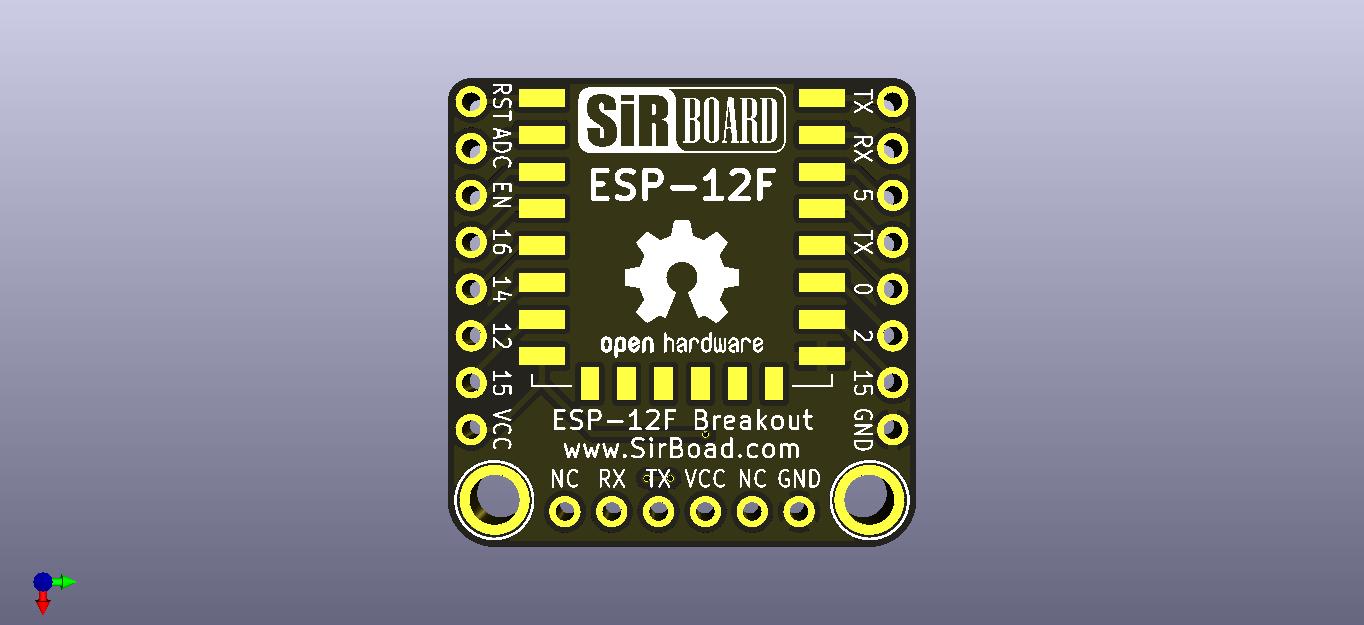 SiR BOARD
ESP-12F
open hardware
RST
ADC
EN
16
14
12
15
VCC
TX
RX
5
TX
0
2
15
GND
ESP-12F Breakout
www.SirBoad.com
NC RX TX VCC NC GND